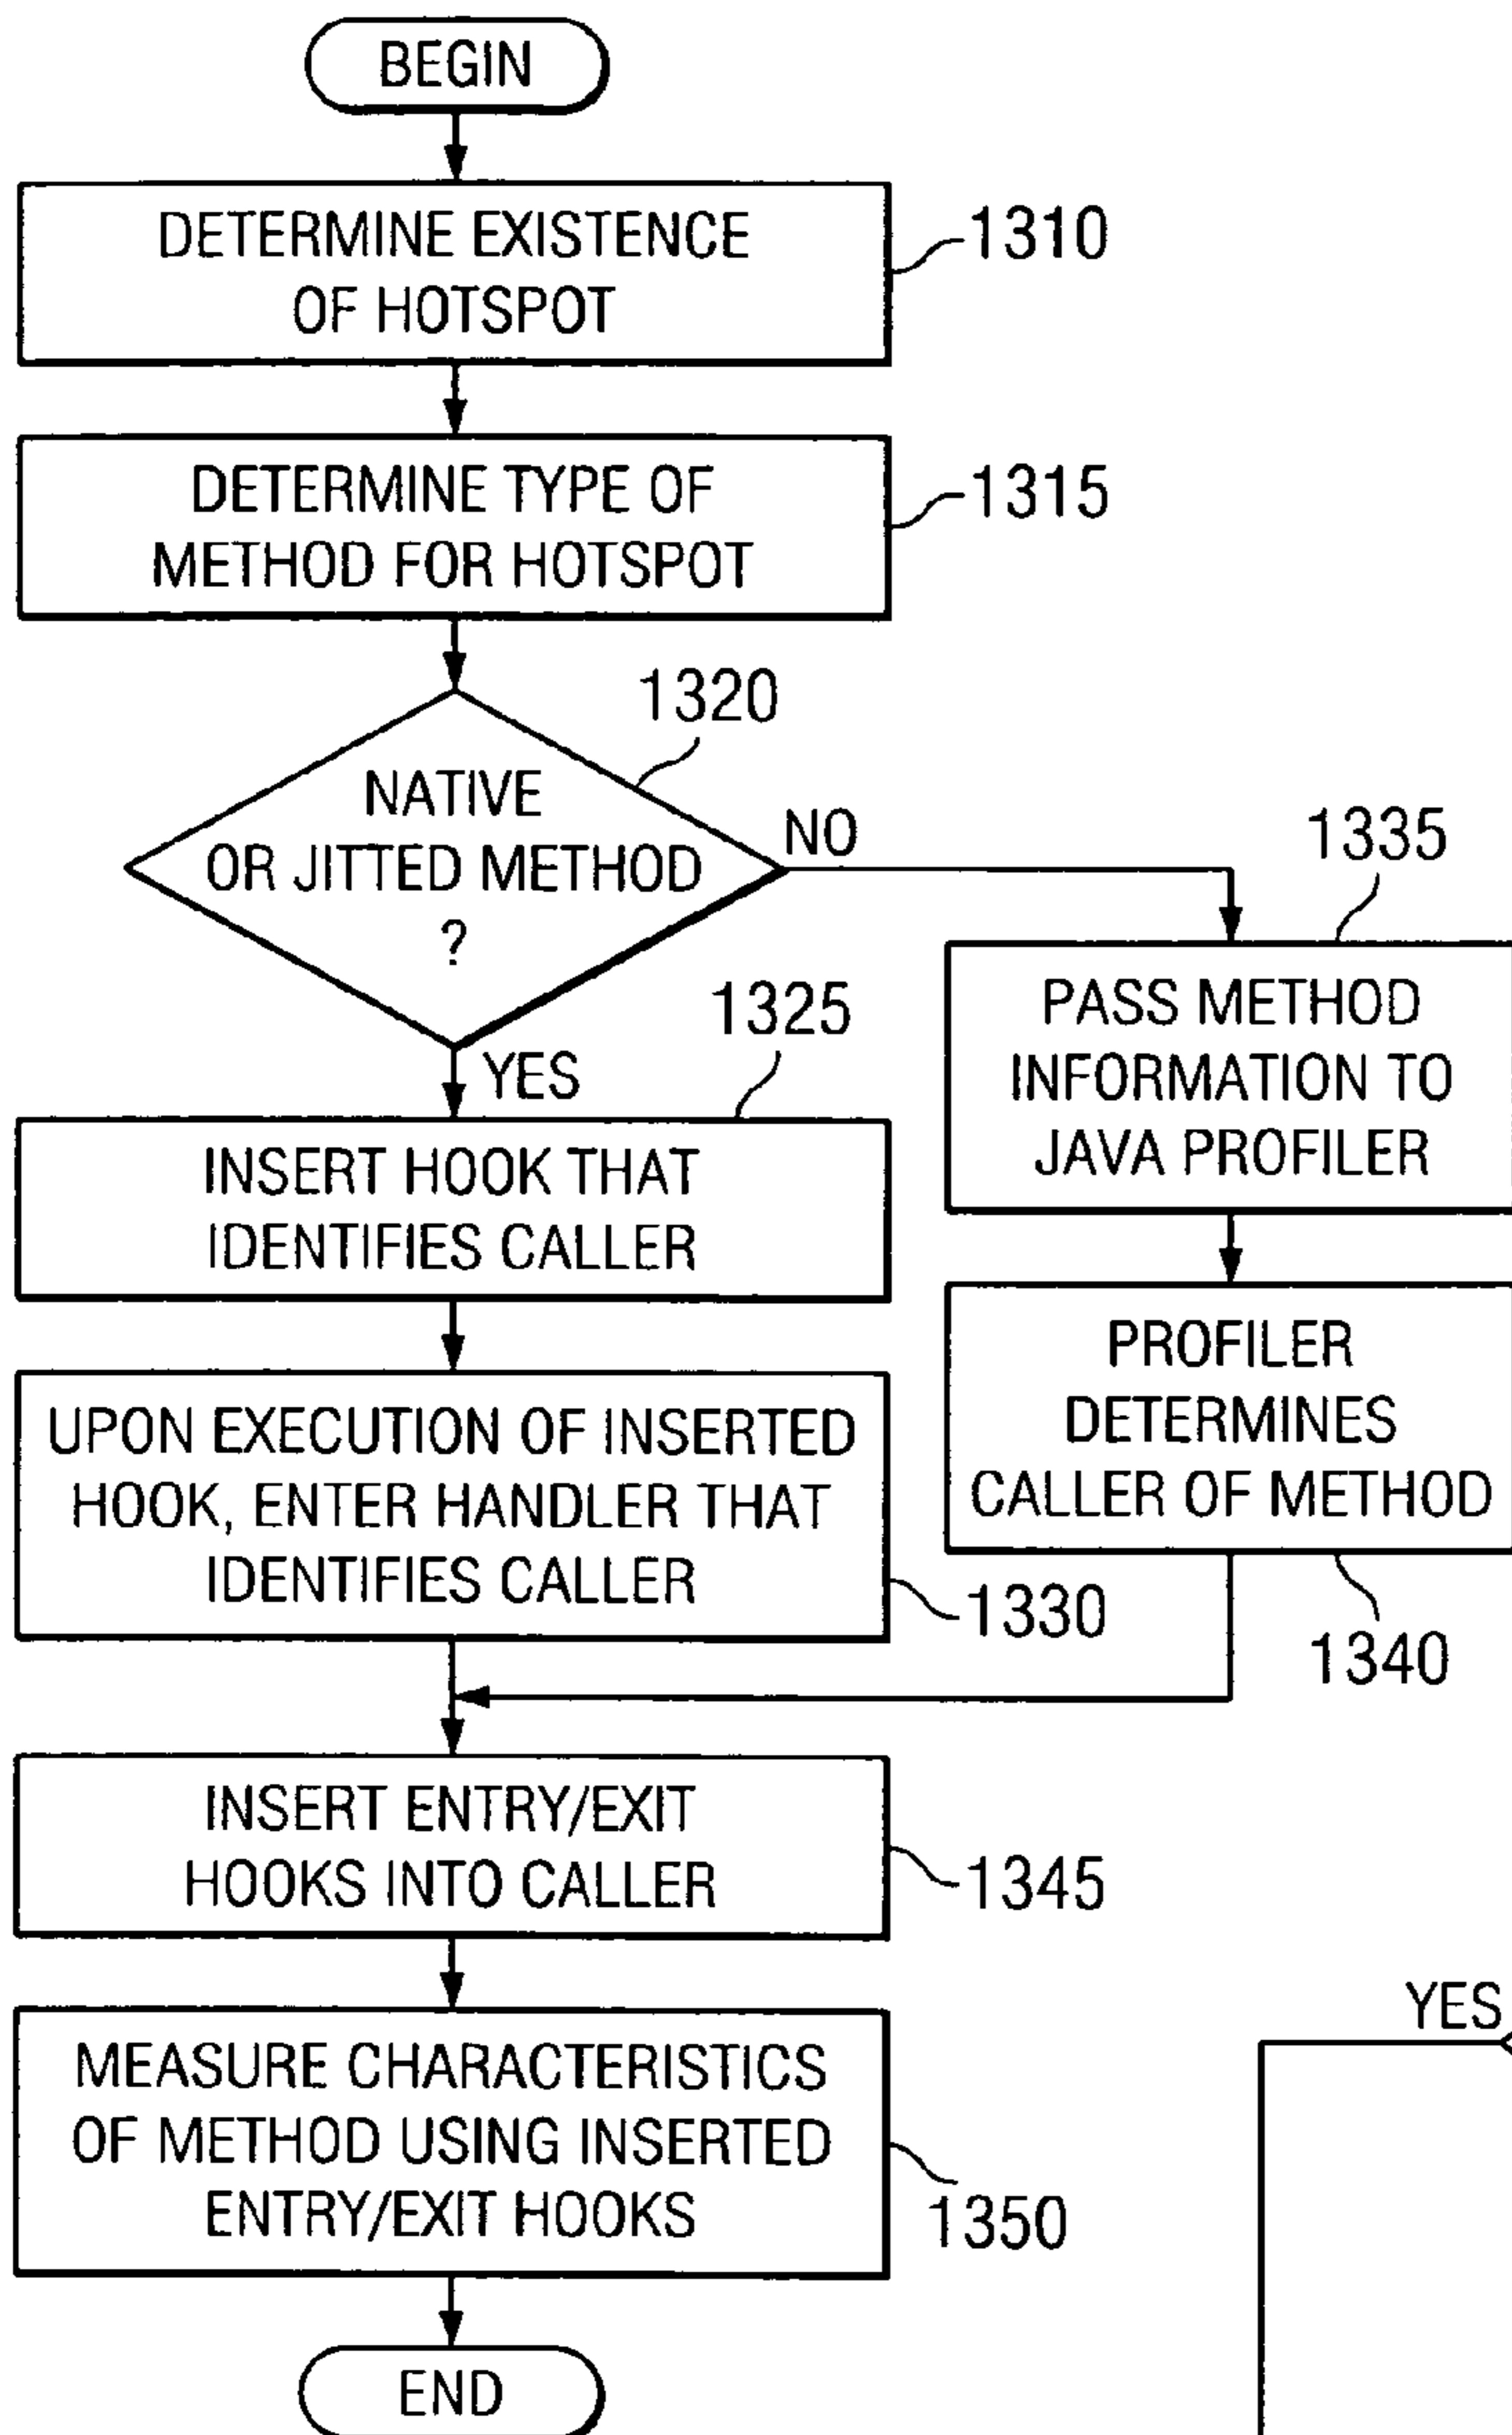 BEGIN
DETERMINE EXISTENCE
OF HOTSPOT
1310
DETERMINE TYPE OF
METHOD FOR HOTSPOT
1315
1320
NATIVE
OR JITTED METHOD
?
NO
YES
1325
INSERT HOOK THAT
IDENTIFIES CALLER
1335
PASS METHOD
INFORMATION TO
JAVA PROFILER
UPON EXECUTION OF INSERTED
HOOK, ENTER HANDLER THAT
IDENTIFIES CALLER
1330
PROFILER
DETERMINES
CALLER OF METHOD
1340
INSERT ENTRY/EXIT
HOOKS INTO CALLER
1345
MEASURE CHARACTERISTICS
OF METHOD USING INSERTED
ENTRY/EXIT HOOKS
1350
END
YES